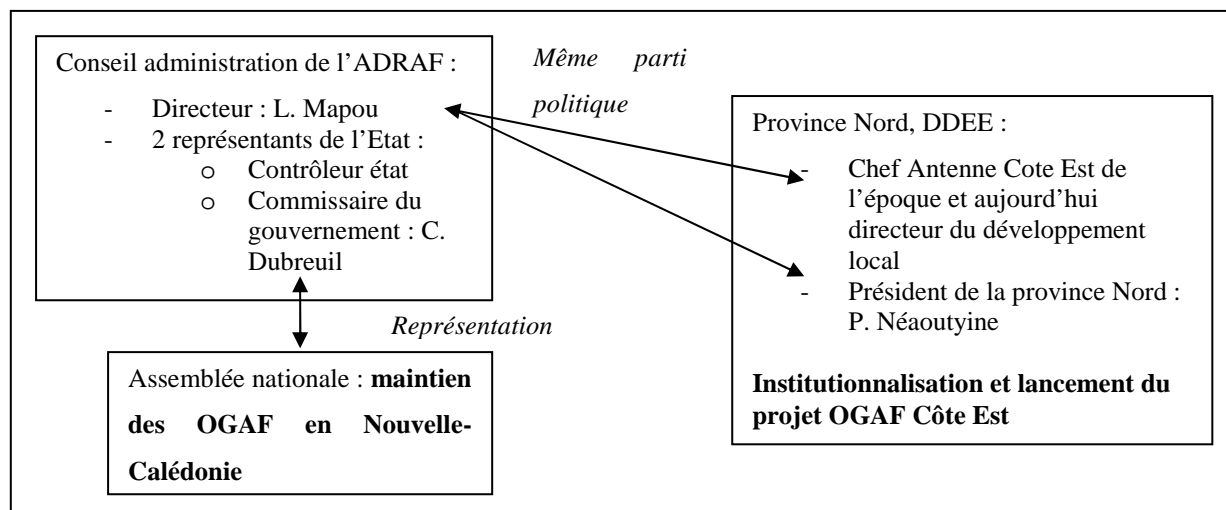 Conseil administration de l'ADRAF :
- Directeur : L. Mapou
- 2 représentants de l'Etat :
o Contrôleur état
o Commissaire du
gouvernement : C.
Dubreuil
Même parti
politique
Province Nord, DDEE :
- Chef Antenne Cote Est de
l'époque et aujourd'hui
directeur du développement
local
- Président de la province Nord :
P. Néaoutyine
Institutionnalisation et lancement du
projet OGAF Côte Est
Représentation
Assemblée nationale : maintien
des OGAF en Nouvelle-
Calédonie